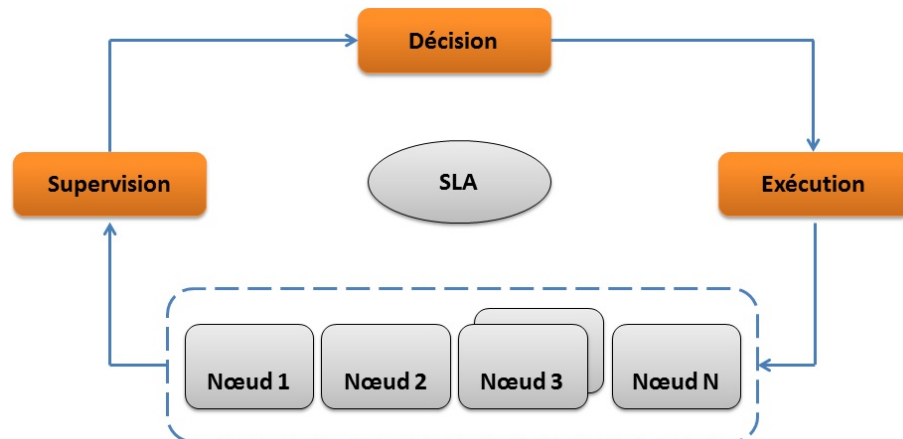 Décision
Supervision
SLA
Exécution
Nœud 1
Nœud 2
Nœud 3
Nœud N